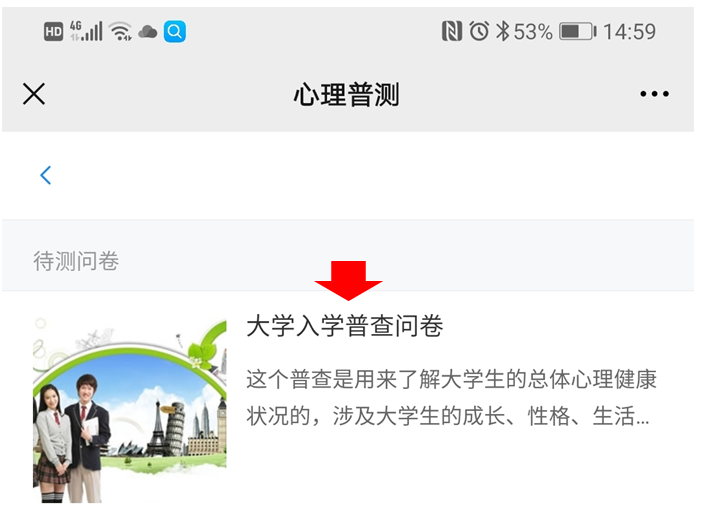 HD 4G 53% 14:59
心理普测
待测问卷
大学入学普查问卷
这个普查是用来了解大学生的总体心理健康
状况的，涉及大学生的成长、性格、生活...